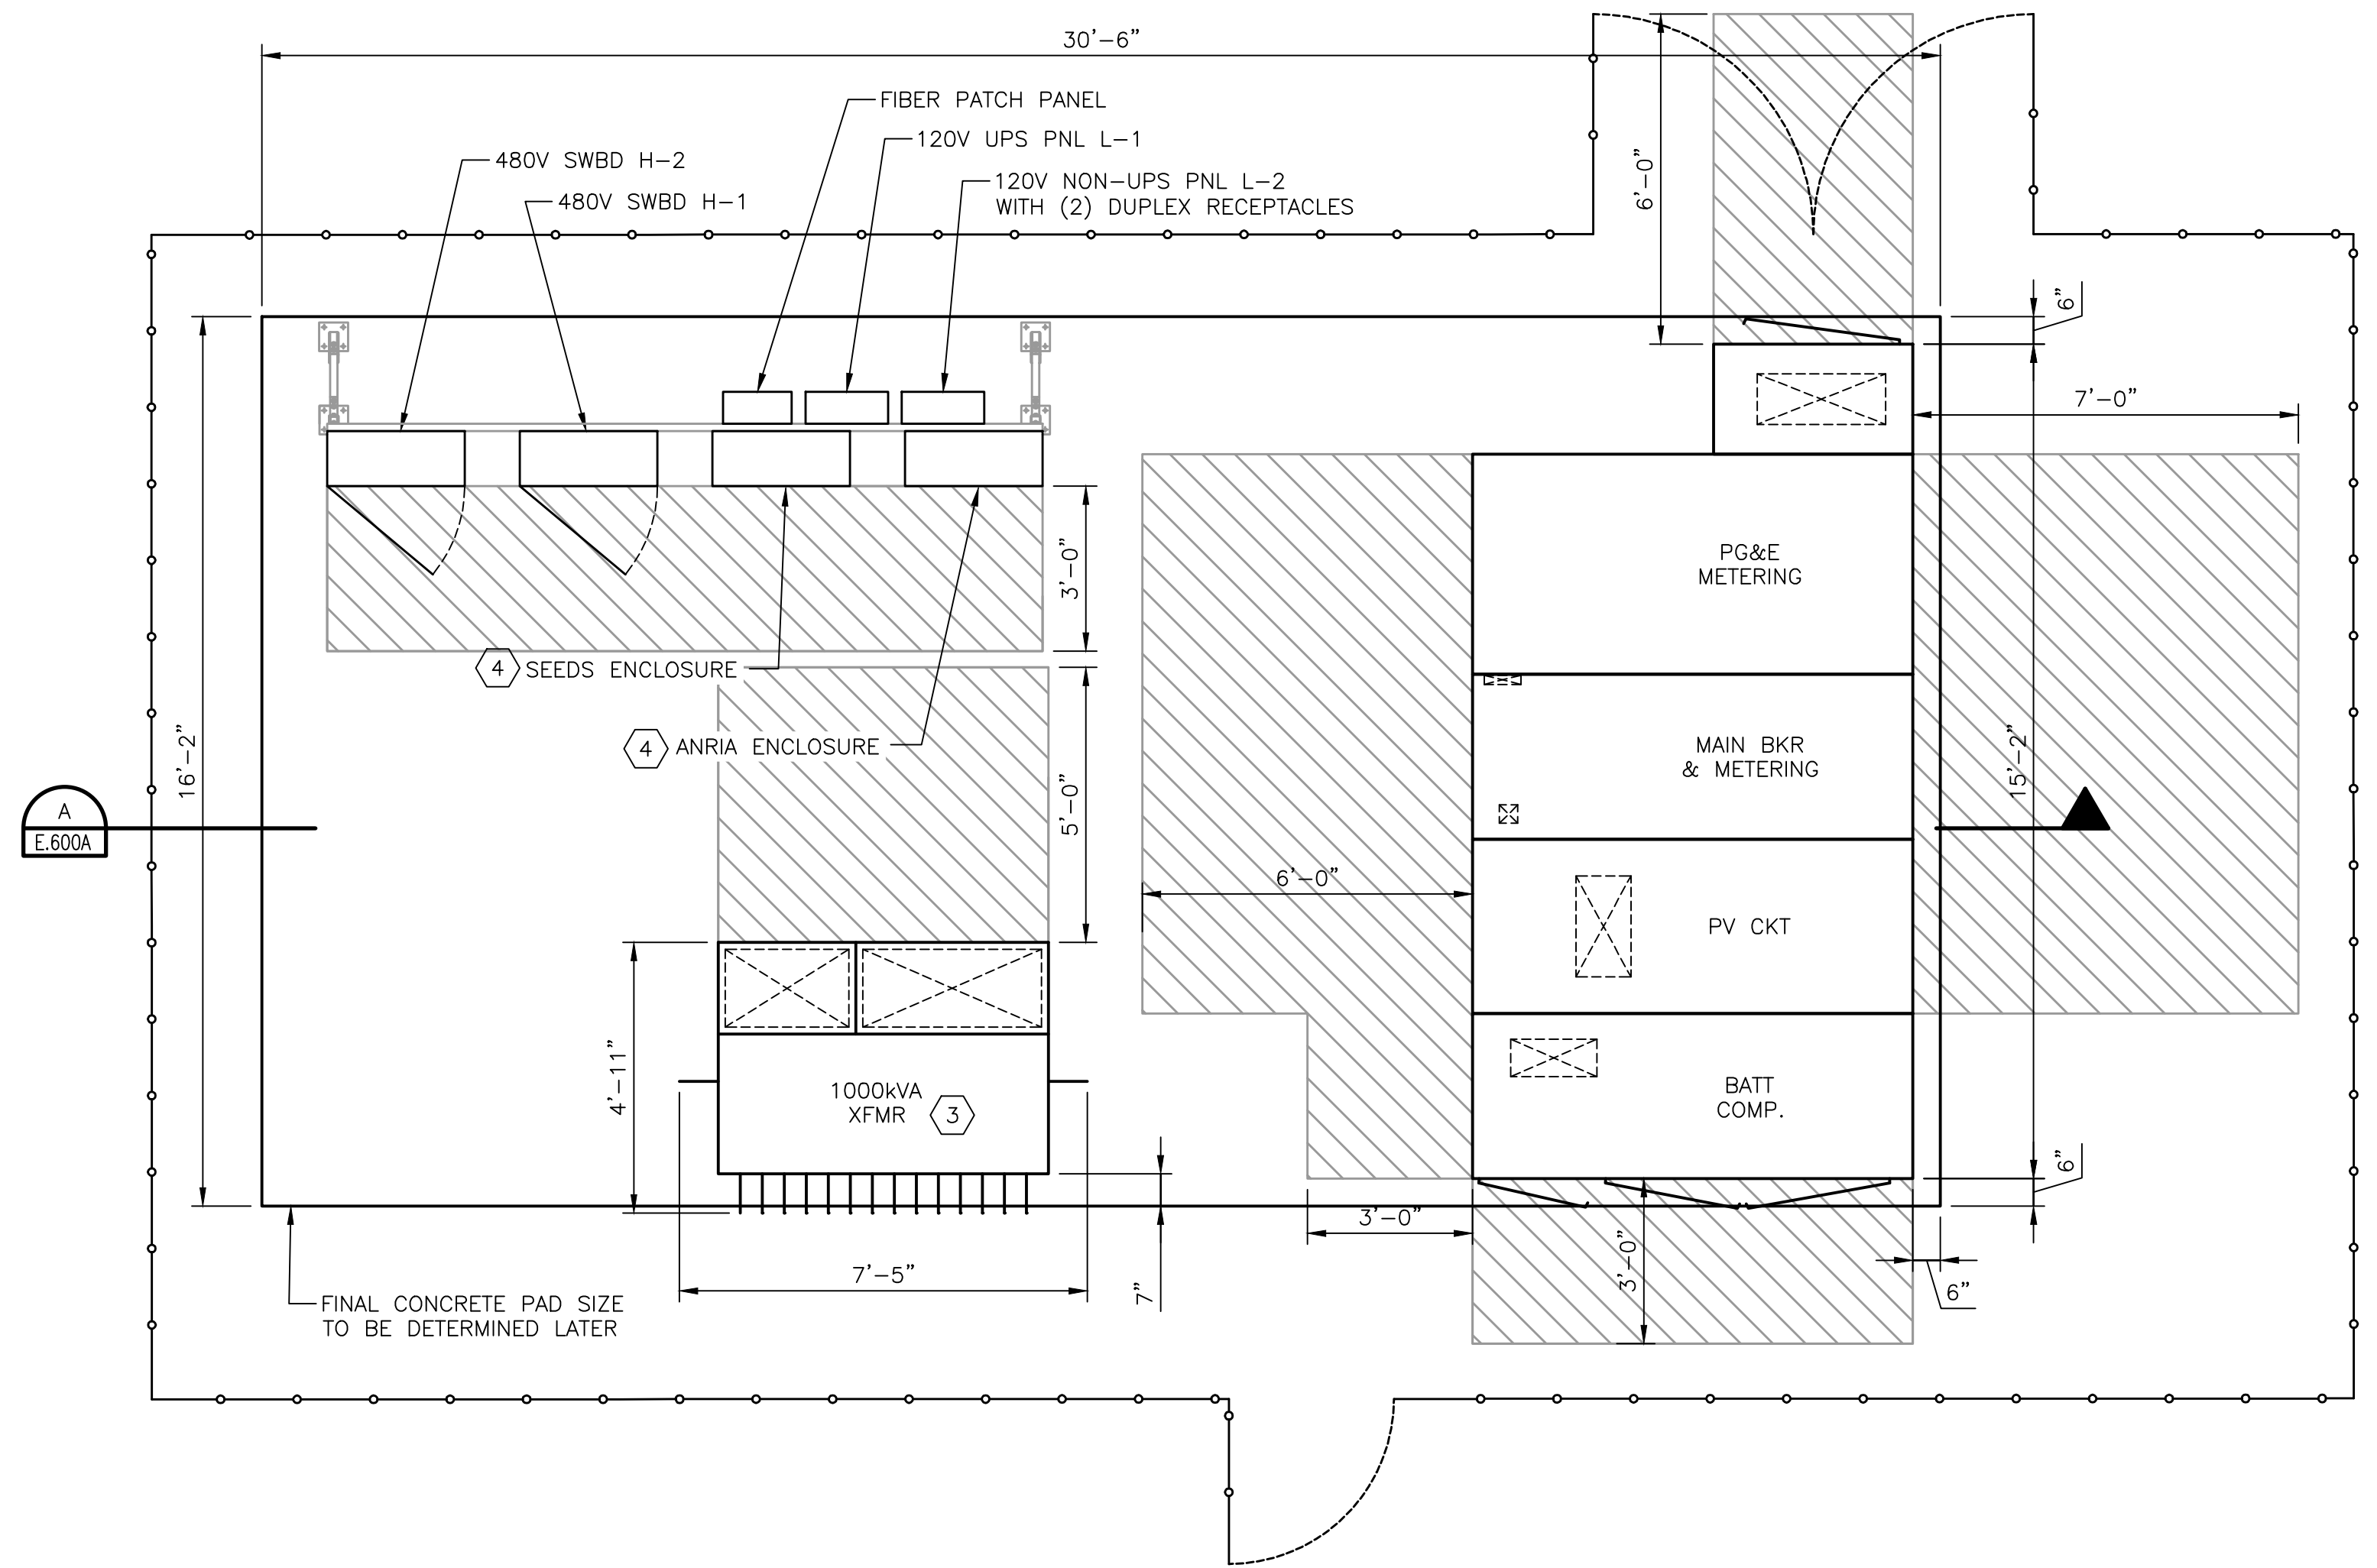 30'-6"
FIBER PATCH PANEL
120V UPS PNL L-1
480V SWBD H-2
120V NON-UPS PNL L-2
WITH (2) DUPLEX RECEPTACLES
480V SWBD H-1
6'-0"
6"
7'-0"
3'-0"
PG&E
METERING
4 SEEDS ENCLOSURE
4 ANRIA ENCLOSURE
16'-2"
5'-0"
MAIN BKR
& METERING
15'-2"
A
E.600A
6'-0"
PV CKT
4'-11"
1000kVA
XFMR
3
BATT
COMP.
6"
3'-0"
3'-0"
7'-5"
7"
6"
FINAL CONCRETE PAD SIZE
TO BE DETERMINED LATER